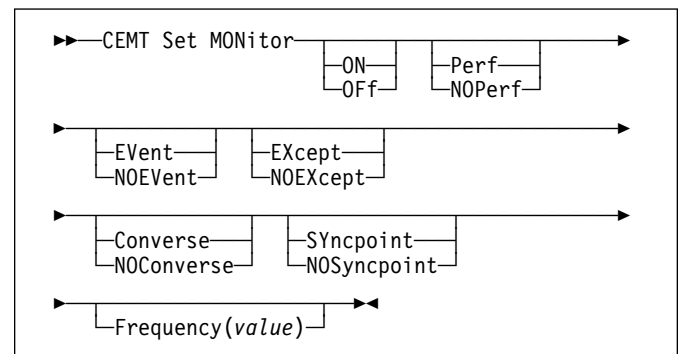 CEMT Set MONitor
ON Perf
OFf NOPerf
EVent EXcept
NOEVent NOEXcept
Converse SYncpoint
NOConverse NOSyncpoint
Frequency(value)